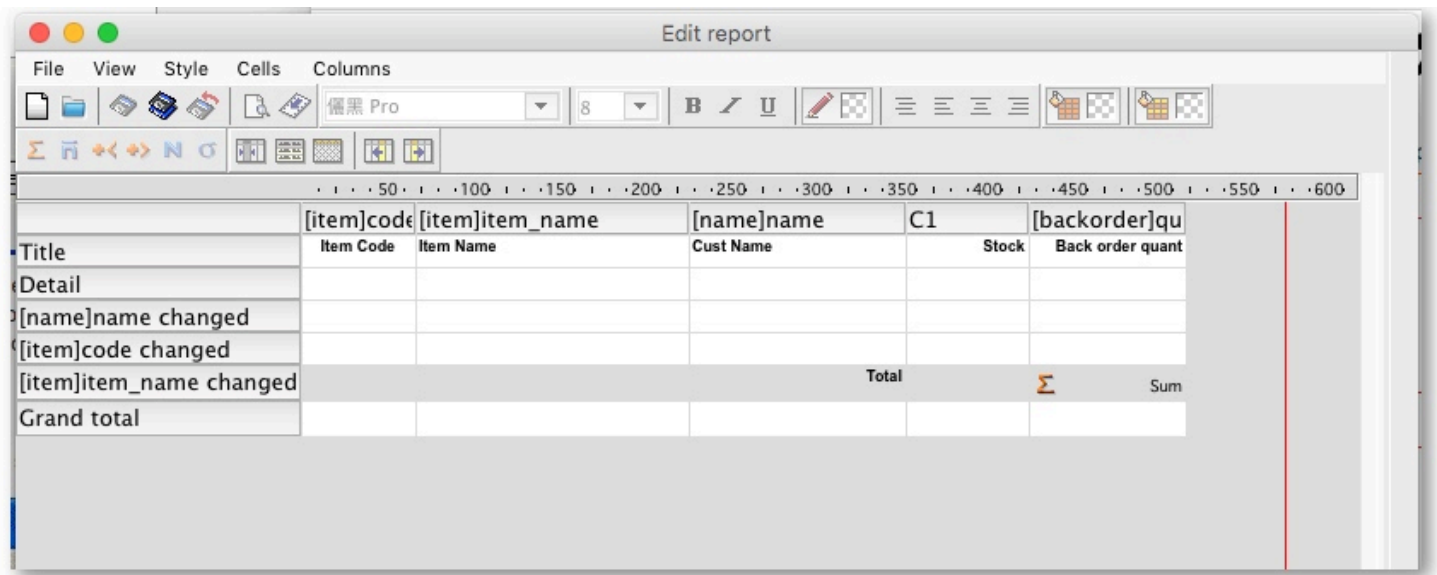 Edit report
File View Style Cells Columns
儷黑 Pro 8 B I U
Σ n̄ N σ
50 100 150 200 250 300 350 400 450 500 550 600
[item]code [item]item_name [name]name C1 [backorder]qu
Title Item Code Item Name Cust Name Stock Back order quant
Detail
[name]name changed
[item]code changed
[item]item_name changed Total Σ Sum
Grand total